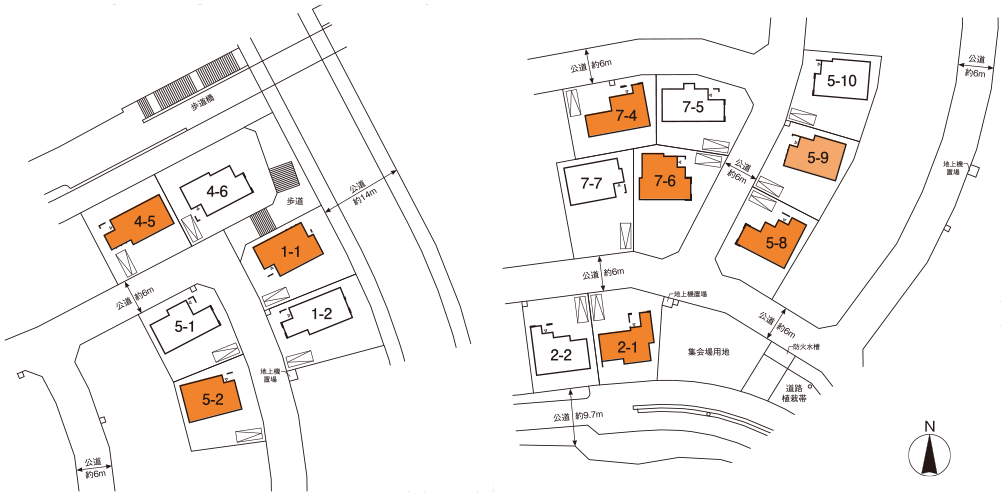 歩道橋
4-6
4-5
歩道
公道
約14m
1-1
公道 約6m
5-1
1-2
地上機
置場
5-2
公道
約6m
公道 約6m
7-4
7-5
5-10
公道
約6m
7-7
7-6
公道
約6m
5-9
地上機
置場
5-8
公道 約6m
地上機置場
2-2
2-1
集会場用地
公道 約6m
防火水槽
道路
植栽帯
公道 約9.7m
N